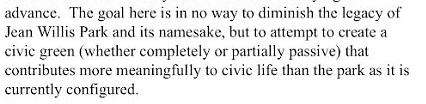 advance.  The goal here is in no way to diminish the legacy of
Jean Willis Park and its namesake, but to attempt to create a
civic green (whether completely or partially passive) that
contributes more meaningfully to civic life than the park as it is
currently configured.